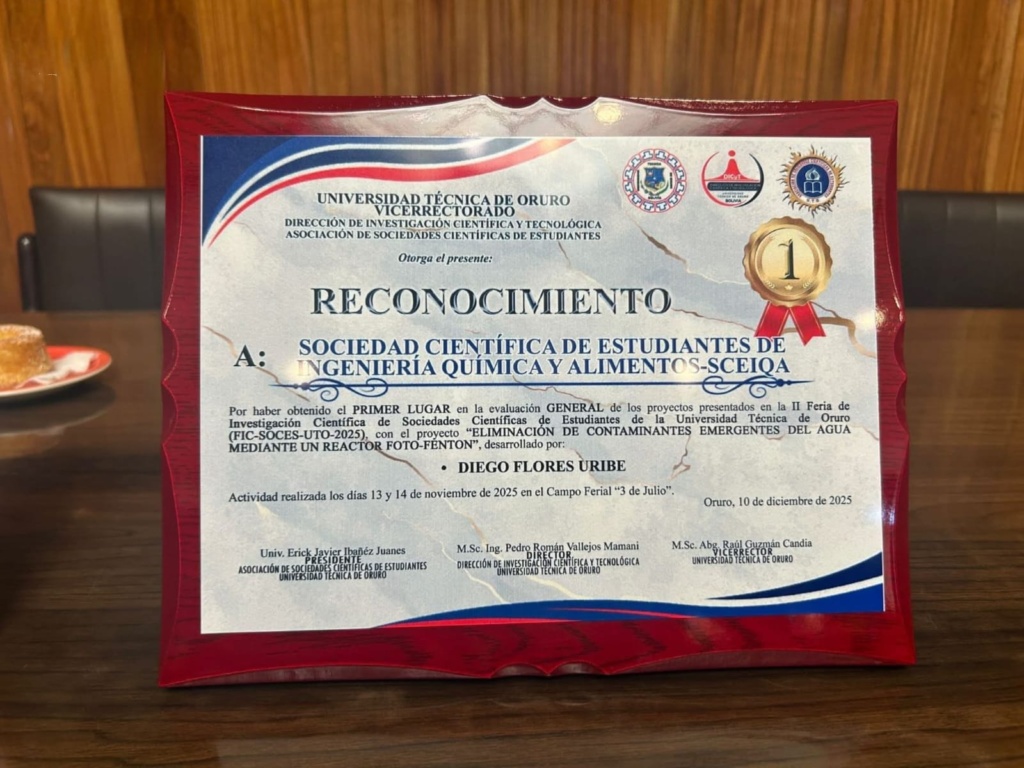 UNIVERSIDAD TÉCNICA DE ORURO
VICERRECTORADO
DIRECCIÓN DE INVESTIGACIÓN CIENTÍFICA Y TECNOLÓGICA
ASOCIACIÓN DE SOCIEDADES CIENTÍFICAS DE ESTUDIANTES
DICyT
BOLIVIA
1
Otorga el presente:
RECONOCIMIENTO
A: SOCIEDAD CIENTÍFICA DE ESTUDIANTES DE
INGENIERÍA QUÍMICA Y ALIMENTOS-SCEIQA
Por haber obtenido el PRIMER LUGAR en la evaluación GENERAL de los proyectos presentados en la II Feria de
Investigación Científica de Sociedades Científicas de Estudiantes de la Universidad Técnica de Oruro
(FIC-SOCES-UTO-2025), con el proyecto “ELIMINACIÓN DE CONTAMINANTES EMERGENTES DEL AGUA
MEDIANTE UN REACTOR FOTO-FENTON”, desarrollado por:
• DIEGO FLORES URIBE
Actividad realizada los días 13 y 14 de noviembre de 2025 en el Campo Ferial “3 de Julio”.
Oruro, 10 de diciembre de 2025
Univ. Erick Javier Ibañéz Juanes
PRESIDENTE
ASOCIACIÓN DE SOCIEDADES CIENTÍFICAS DE ESTUDIANTES
UNIVERSIDAD TÉCNICA DE ORURO
M.Sc. Ing. Pedro Román Vallejos Mamani
DIRECTOR
DIRECCIÓN DE INVESTIGACIÓN CIENTÍFICA Y TECNOLÓGICA
UNIVERSIDAD TÉCNICA DE ORURO
M.Sc. Abg. Raúl Guzmán Candia
VICERRECTOR
UNIVERSIDAD TÉCNICA DE ORURO